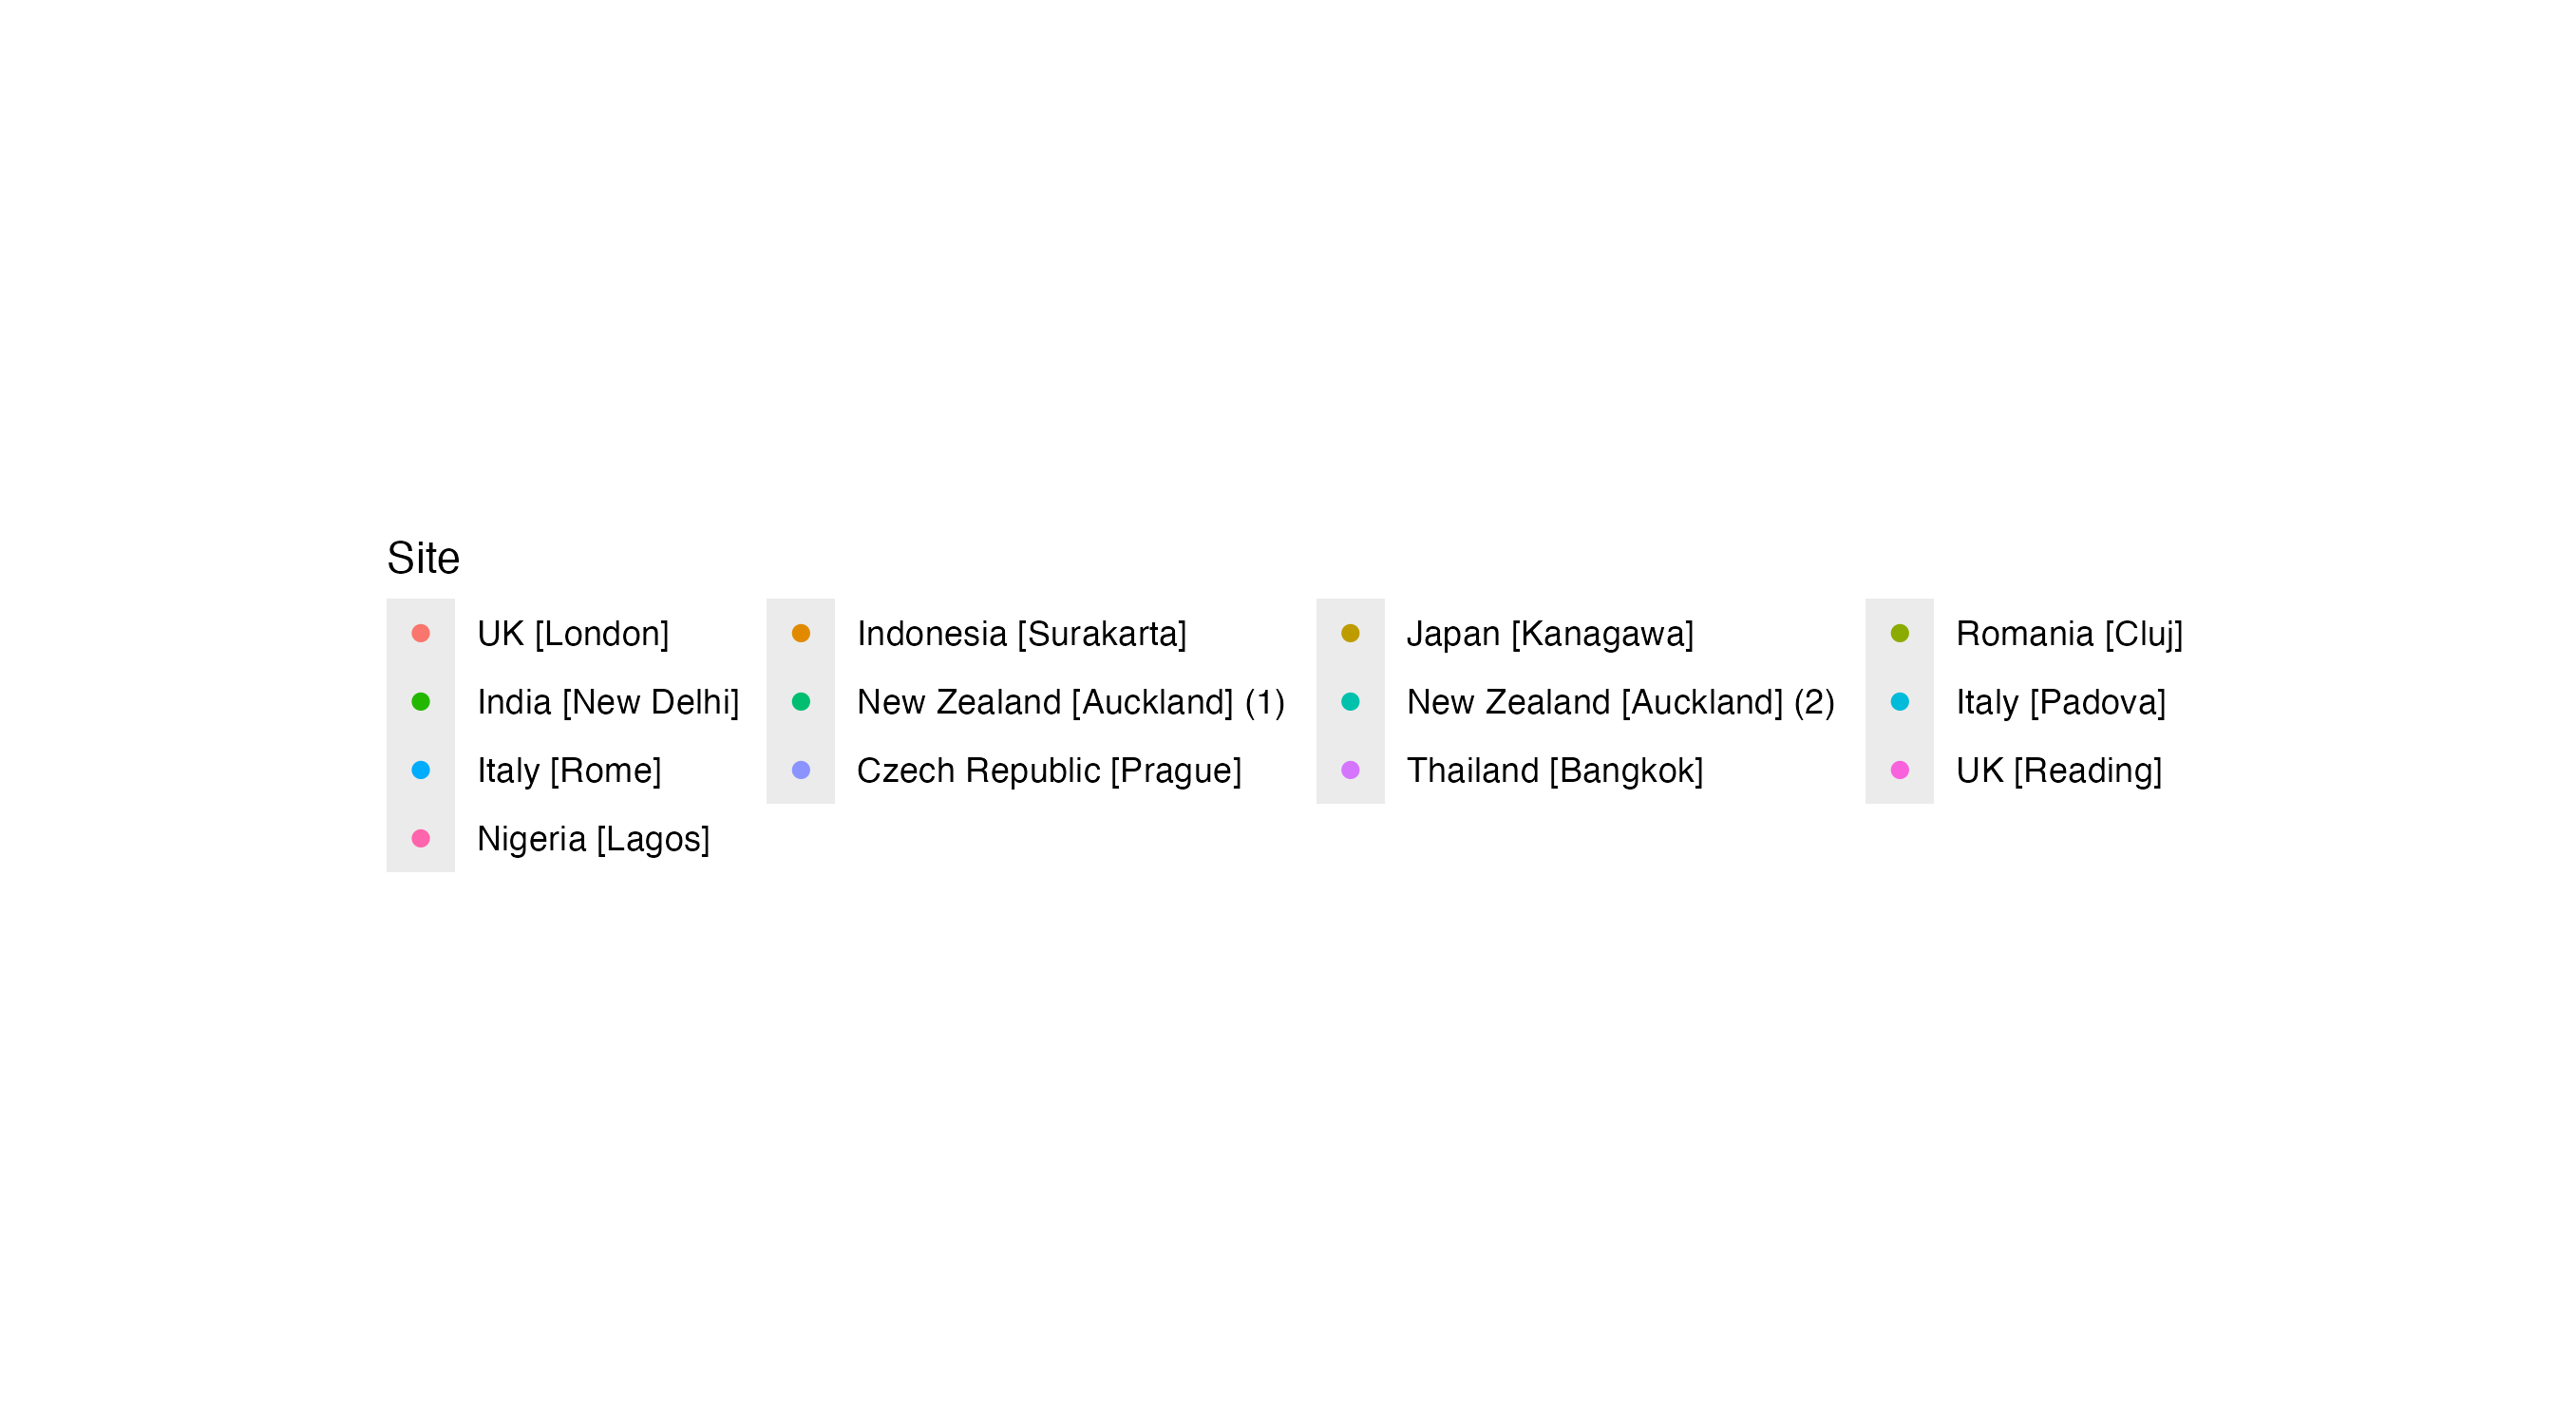 Site
UK [London] Indonesia [Surakarta] Japan [Kanagawa] Romania [Cluj]
India [New Delhi] New Zealand [Auckland] (1) New Zealand [Auckland] (2) Italy [Padova]
Italy [Rome] Czech Republic [Prague] Thailand [Bangkok] UK [Reading]
Nigeria [Lagos]